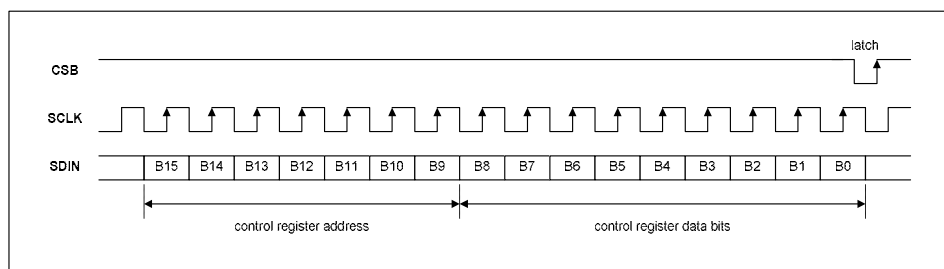 latch
CSB
SCLK
SDIN B15 B14 B13 B12 B11 B10 B9 B8 B7 B6 B5 B4 B3 B2 B1 B0
control register address control register data bits